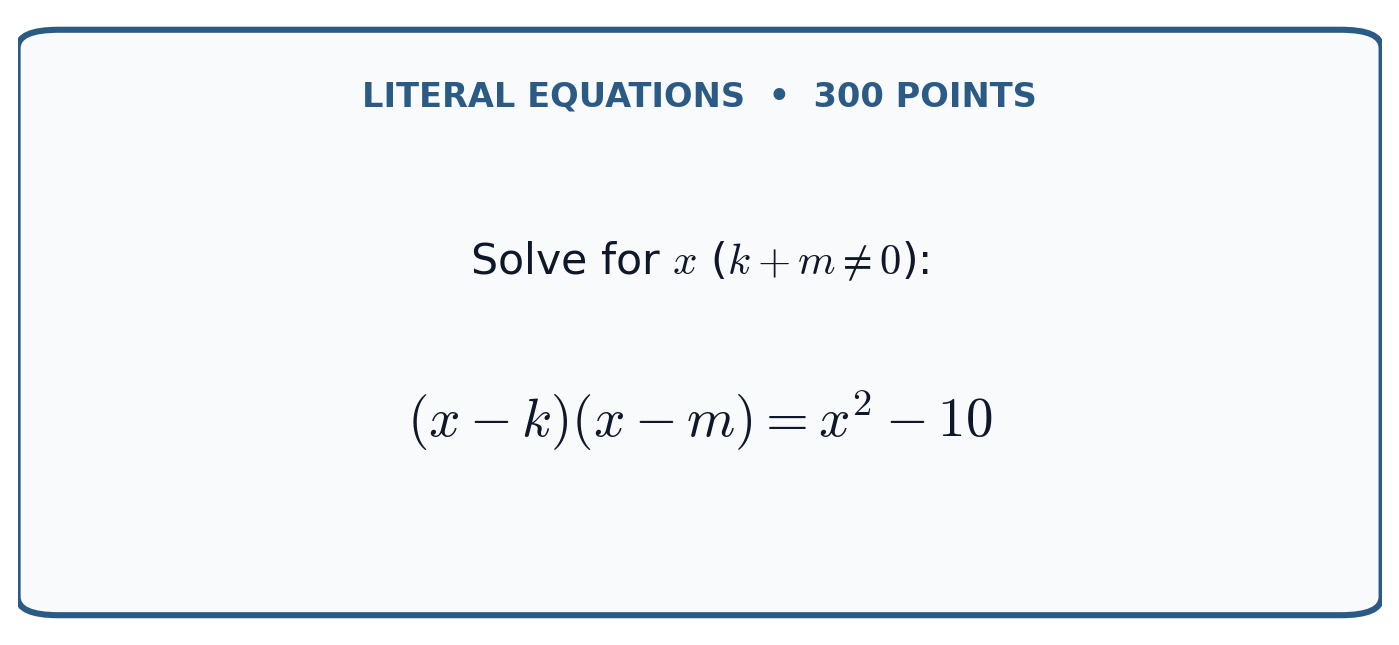 LITERAL EQUATIONS • 300 POINTS
Solve for x (k + m ≠ 0):
(x − k)(x − m) = x² − 10